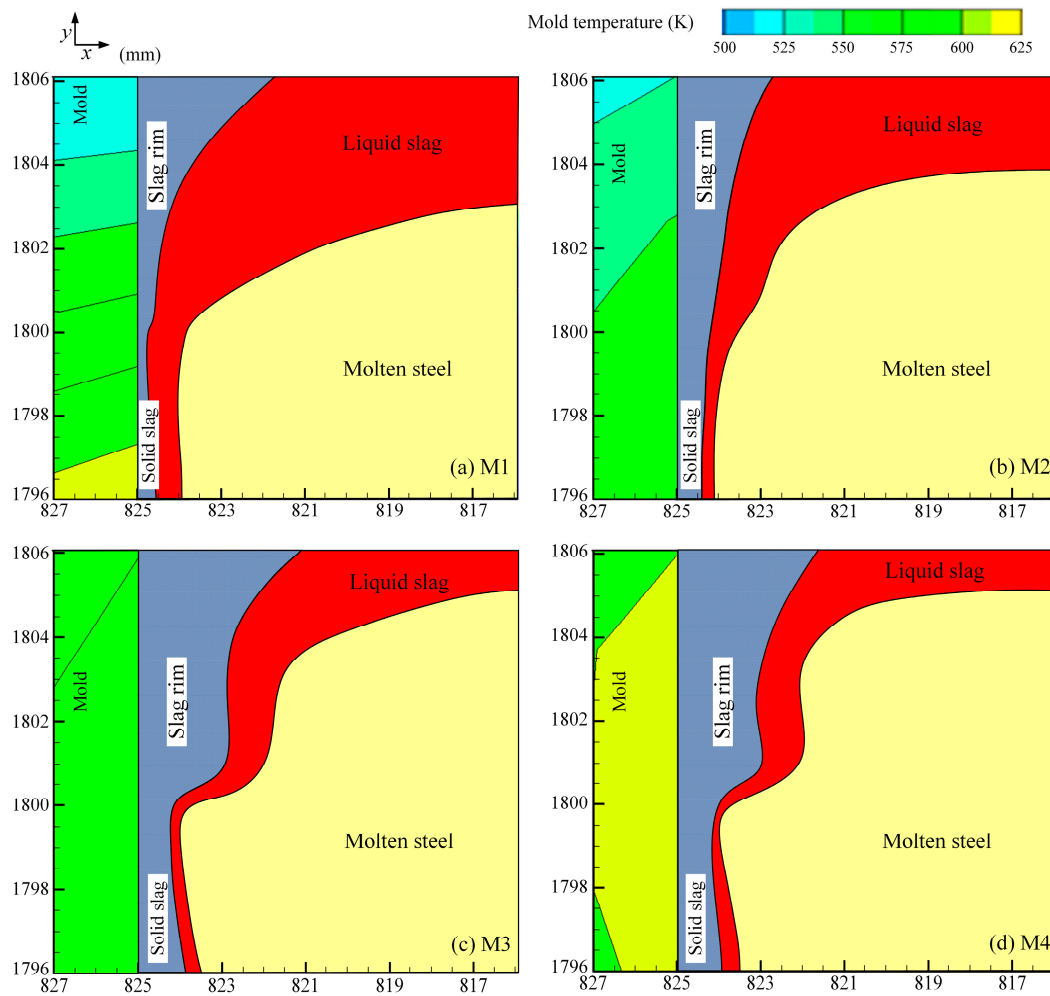 y
x
(mm)
Mold temperature (K)
500 525 550 575 600 625
1806
1804
1802
1800
1798
1796
Mold
Slag rim
Solid slag
Liquid slag
Molten steel
(a) M1
827 825 823 821 819 817
1806
1804
1802
1800
1798
1796
Mold
Slag rim
Solid slag
Liquid slag
Molten steel
(b) M2
827 825 823 821 819 817
1806
1804
1802
1800
1798
1796
Mold
Slag rim
Solid slag
Liquid slag
Molten steel
(c) M3
827 825 823 821 819 817
1806
1804
1802
1800
1798
1796
Mold
Slag rim
Solid slag
Liquid slag
Molten steel
(d) M4
827 825 823 821 819 817